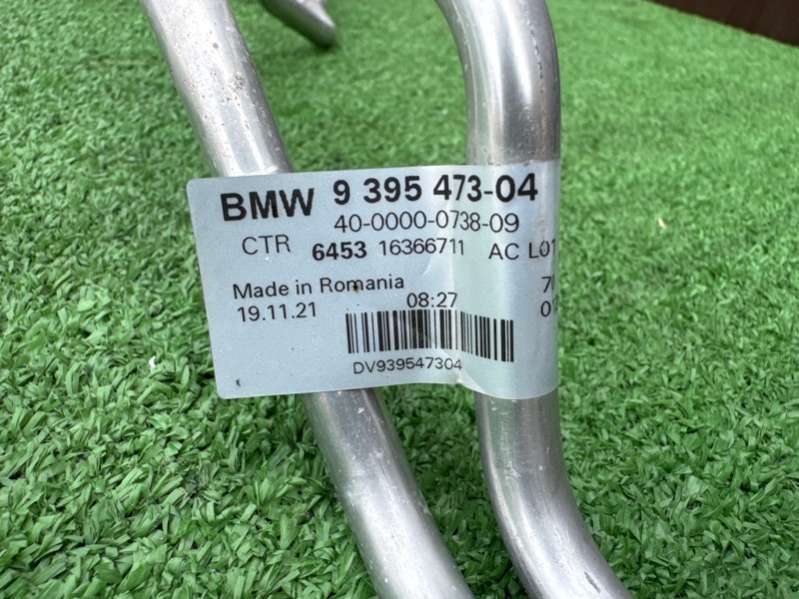 BMW 9 395 473-04
40-0000-0738-09
CTR 6453 16366711 AC L01
Made in Romania
19.11.21 08:27
DV939547304